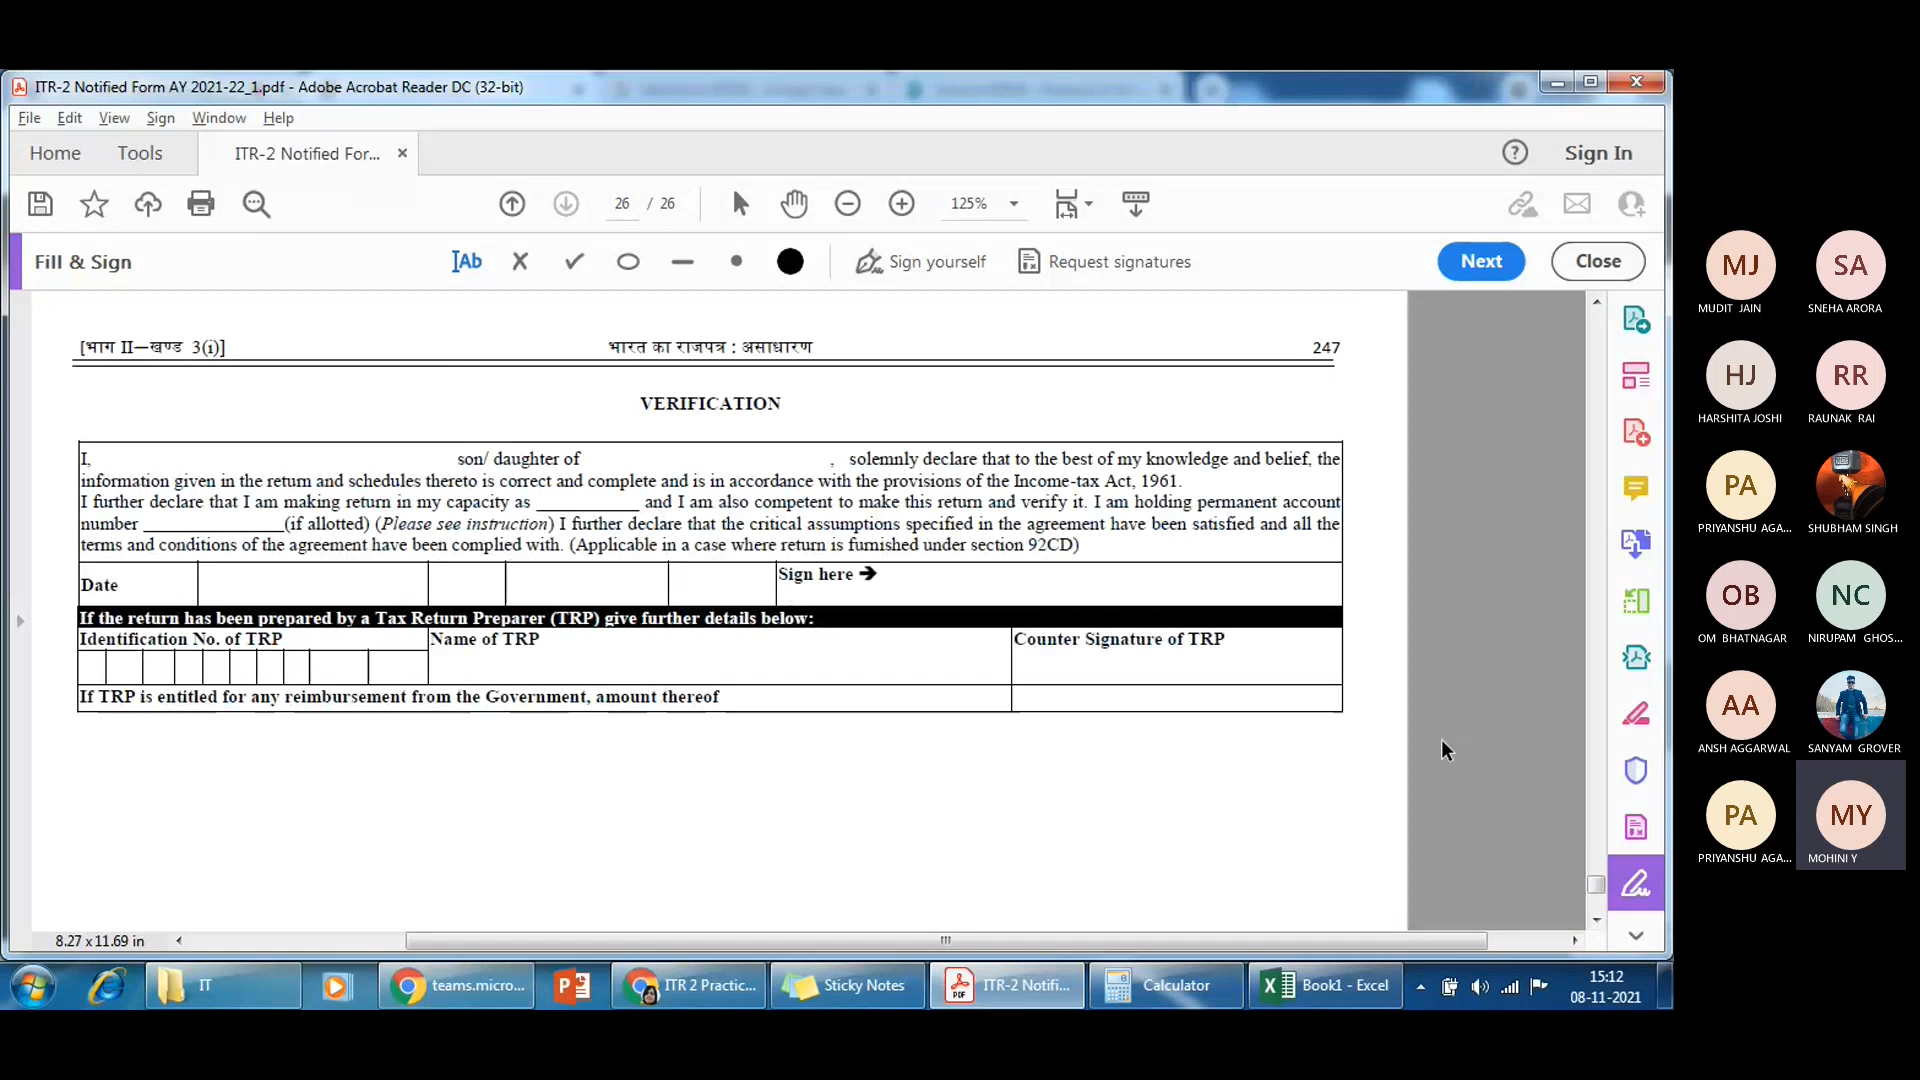 ITR-2 Notified Form AY 2021-22_1.pdf - Adobe Acrobat Reader DC (32-bit)
File Edit View Sign Window Help
Home Tools ITR-2 Notified For... × ? Sign In
26 / 26 125%
Fill & Sign IAb Sign yourself Request signatures Next Close
[भाग II—खण्ड 3(i)] भारत का राजपत्र : असाधारण 247
VERIFICATION
I, son/ daughter of , solemnly declare that to the best of my knowledge and belief, the
information given in the return and schedules thereto is correct and complete and is in accordance with the provisions of the Income-tax Act, 1961.
I further declare that I am making return in my capacity as ___________ and I am also competent to make this return and verify it. I am holding permanent account
number _______________(if allotted) (Please see instruction) I further declare that the critical assumptions specified in the agreement have been satisfied and all the
terms and conditions of the agreement have been complied with. (Applicable in a case where return is furnished under section 92CD)
Date Sign here ➔
If the return has been prepared by a Tax Return Preparer (TRP) give further details below:
Identification No. of TRP Name of TRP Counter Signature of TRP
If TRP is entitled for any reimbursement from the Government, amount thereof
8.27 x 11.69 in
IT teams.micro... ITR 2 Practic... Sticky Notes ITR-2 Notifi... Calculator Book1 - Excel
15:12
08-11-2021
MJ SA
MUDIT JAIN SNEHA ARORA
HJ RR
HARSHITA JOSHI RAUNAK RAI
PA
PRIYANSHU AGA... SHUBHAM SINGH
OB NC
OM BHATNAGAR NIRUPAM GHOS...
AA
ANSH AGGARWAL SANYAM GROVER
PA MY
PRIYANSHU AGA... MOHINI Y